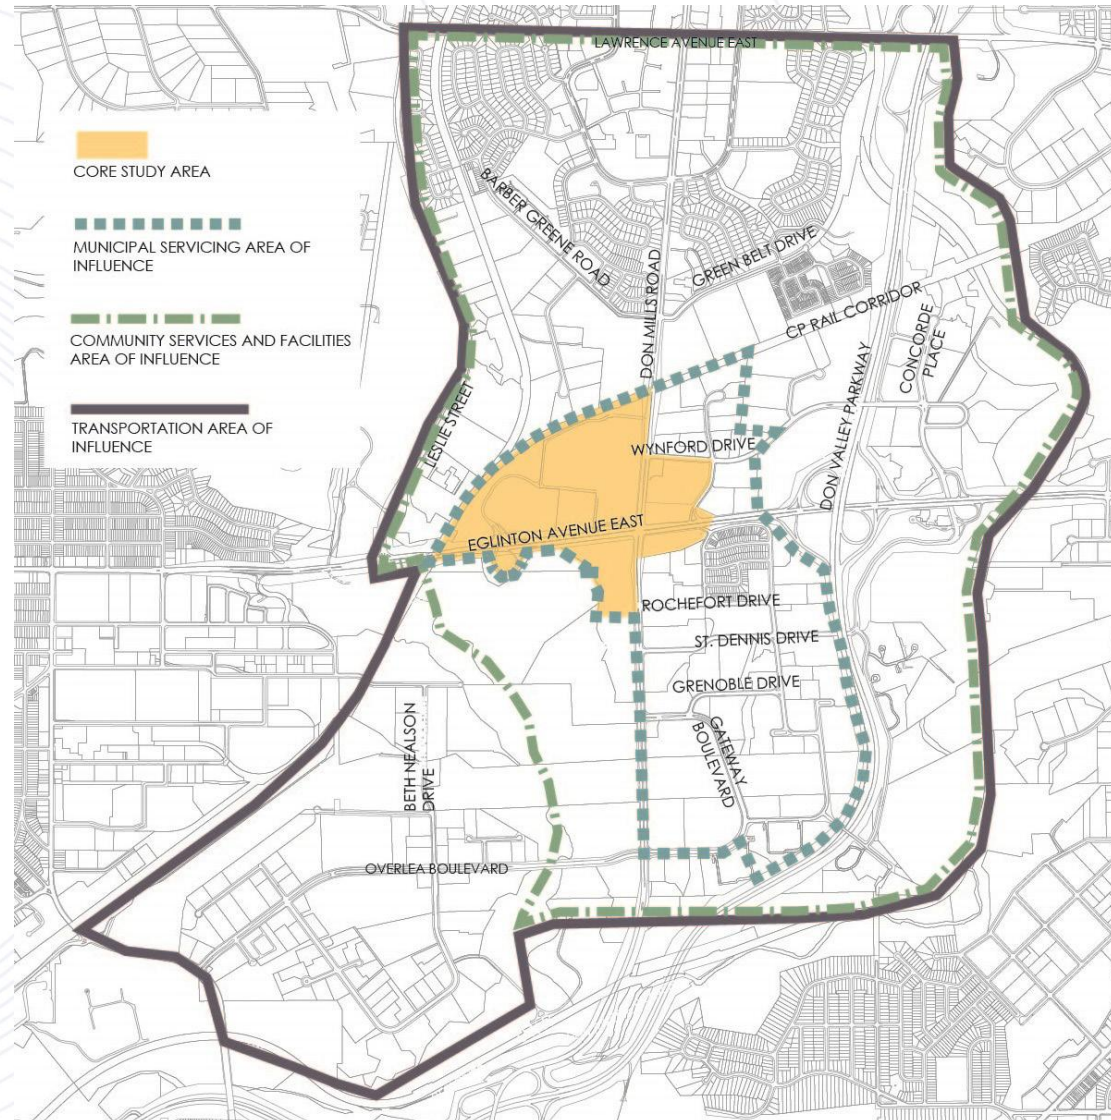 LAWRENCE AVENUE EAST
CORE STUDY AREA
MUNICIPAL SERVICING AREA OF
INFLUENCE
COMMUNITY SERVICES AND FACILITIES
AREA OF INFLUENCE
TRANSPORTATION AREA OF
INFLUENCE
BARBER GREENE ROAD
DON MILLS ROAD
GREEN BELT DRIVE
CP RAIL CORRIDOR
CONCORDE
PLACE
DON VALLEY PARKWAY
LESLIE STREET
WYNFORD DRIVE
EGLINTON AVENUE EAST
ROCHEFORT DRIVE
ST. DENNIS DRIVE
GRENOBLE DRIVE
GATEWAY
BOULEVARD
BETH NEALSON
DRIVE
OVERLEA BOULEVARD